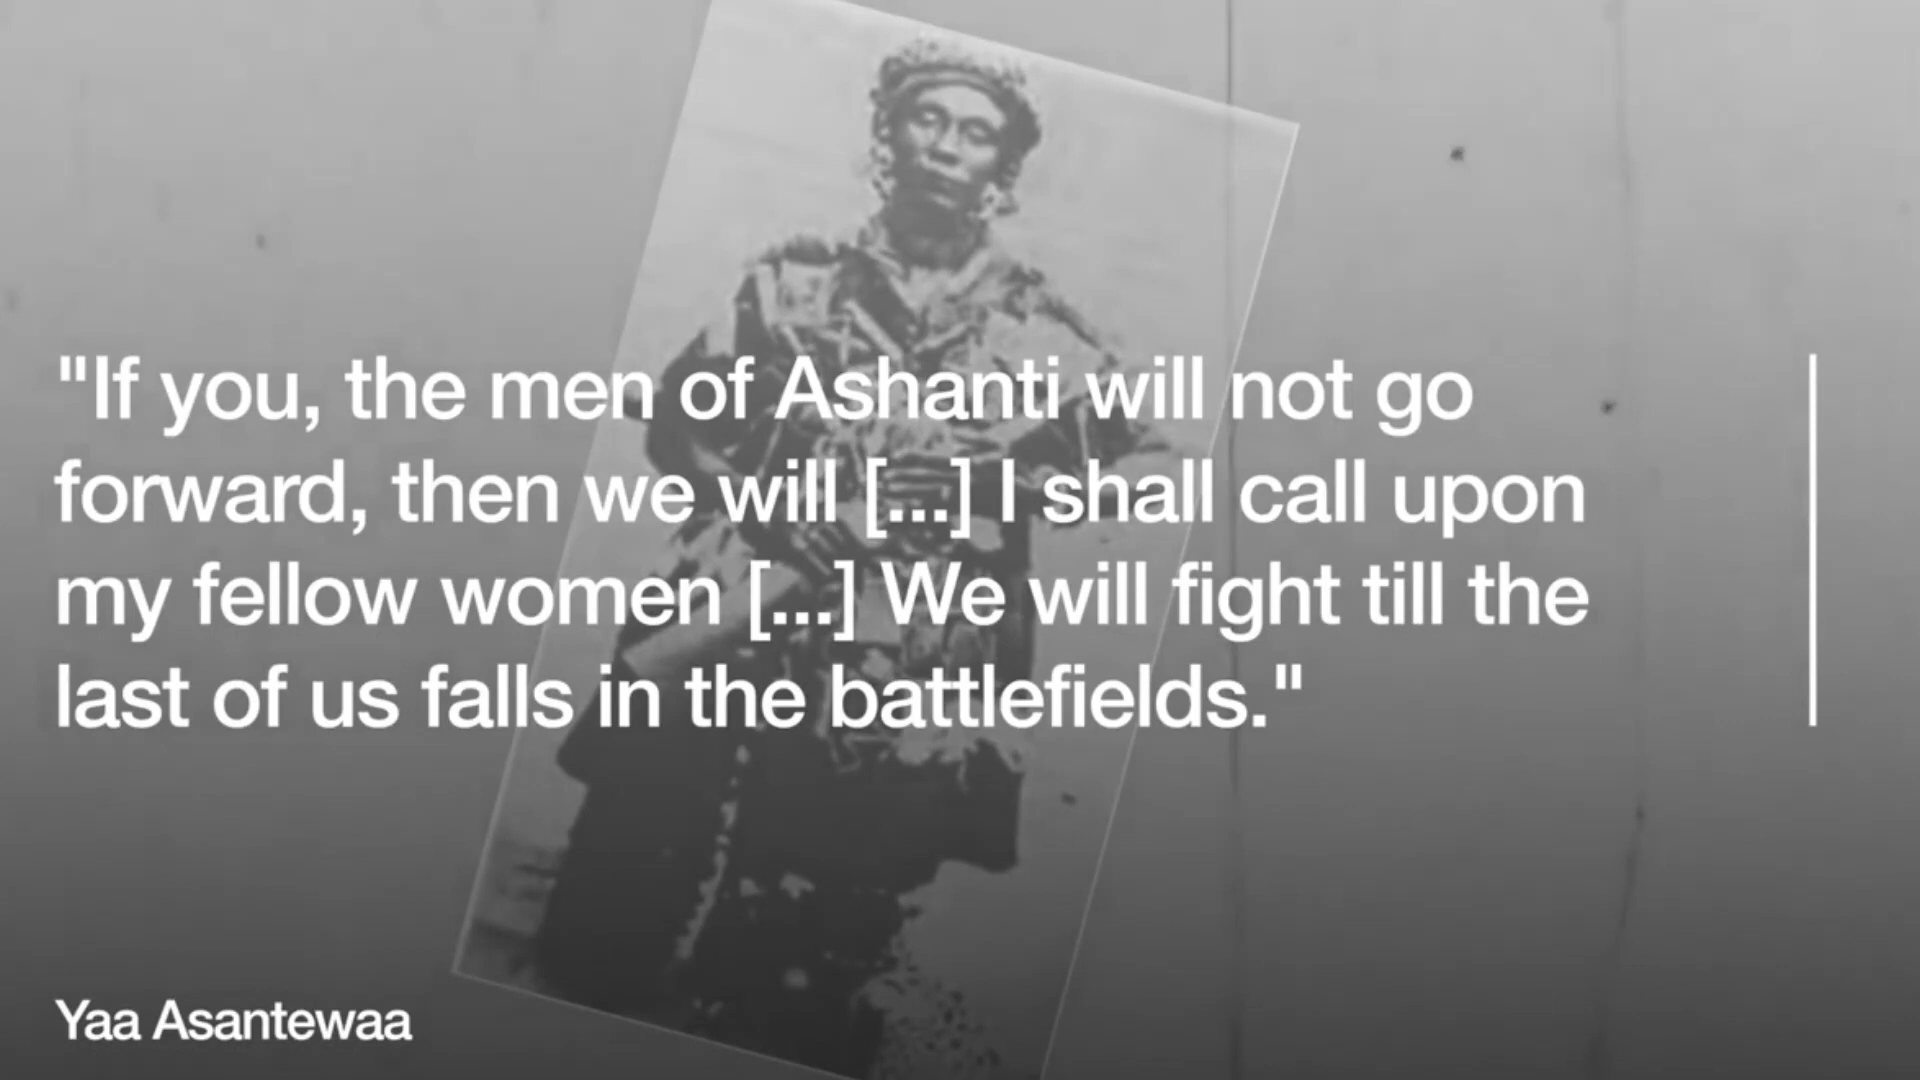 "If you, the men of Ashanti will not go
forward, then we will [...] I shall call upon
my fellow women [...] We will fight till the
last of us falls in the battlefields."
Yaa Asantewaa